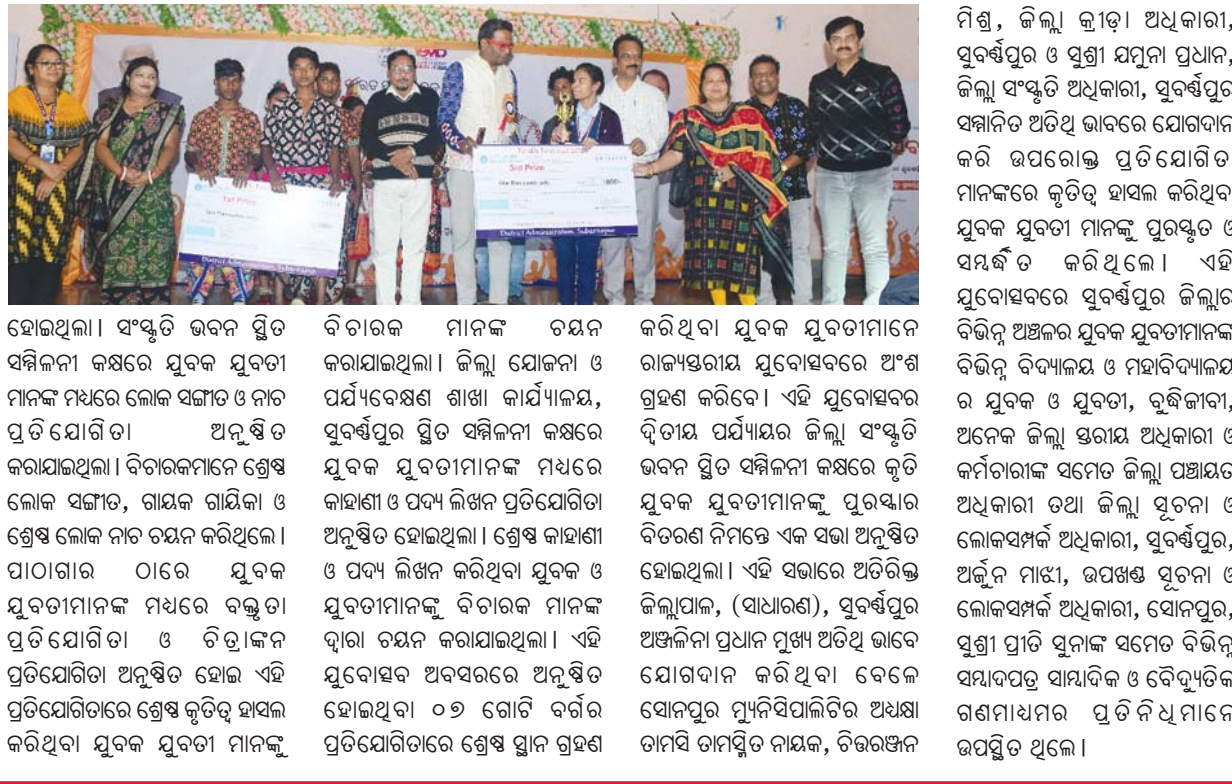 1st Prize
District Administration, Subarnapur
3rd Prize
District Administration, Subarnapur
ହୋଇଥିଲା। ସଂସ୍କୃତି ଭବନ ସ୍ଥିତ
ସମ୍ମିଳନୀ କକ୍ଷରେ ଯୁବକ ଯୁବତୀ
ମାନଙ୍କ ମଧ୍ୟରେ ଲୋକ ସଙ୍ଗୀତ ଓ ନାଚ
ପ୍ରତିଯୋଗିତା ଅନୁଷ୍ଠିତ
କରାଯାଇଥିଲା। ବିଚାରକମାନେ ଶ୍ରେଷ୍ଠ
ଲୋକ ସଙ୍ଗୀତ, ଗାୟକ ଗାୟିକା ଓ
ଶ୍ରେଷ୍ଠ ଲୋକ ନାଚ ଚୟନ କରିଥିଲେ।
ପାଠାଗାର ଠାରେ ଯୁବକ
ଯୁବତୀମାନଙ୍କ ମଧ୍ୟରେ ବକ୍ତୃତା
ପ୍ରତିଯୋଗିତା ଓ ଚିତ୍ରାଙ୍କନ
ପ୍ରତିଯୋଗିତା ଅନୁଷ୍ଠିତ ହୋଇ ଏହି
ପ୍ରତିଯୋଗିତାରେ ଶ୍ରେଷ୍ଠ କୃତିତ୍ୱ ହାସଲ
କରିଥିବା ଯୁବକ ଯୁବତୀ ମାନଙ୍କୁ
ବିଚାରକ ମାନଙ୍କ ଚୟନ
କରାଯାଇଥିଲା। ଜିଲ୍ଲା ଯୋଜନା ଓ
ପର୍ଯ୍ୟବେକ୍ଷଣ ଶାଖା କାର୍ଯ୍ୟାଳୟ,
ସୁବର୍ଣ୍ଣପୁର ସ୍ଥିତ ସମ୍ମିଳନୀ କକ୍ଷରେ
ଯୁବକ ଯୁବତୀମାନଙ୍କ ମଧ୍ୟରେ
କାହାଣୀ ଓ ପଦ୍ୟ ଲିଖନ ପ୍ରତିଯୋଗିତା
ଅନୁଷ୍ଠିତ ହୋଇଥିଲା। ଶ୍ରେଷ୍ଠ କାହାଣୀ
ଓ ପଦ୍ୟ ଲିଖନ କରିଥିବା ଯୁବକ ଓ
ଯୁବତୀମାନଙ୍କୁ ବିଚାରକ ମାନଙ୍କ
ଦ୍ୱାରା ଚୟନ କରାଯାଇଥିଲା। ଏହି
ଯୁବୋତ୍ସବ ଅବସରରେ ଅନୁଷ୍ଠିତ
ହୋଇଥିବା ୦୭ ଗୋଟି ବର୍ଗର
ପ୍ରତିଯୋଗିତାରେ ଶ୍ରେଷ୍ଠ ସ୍ଥାନ ଗ୍ରହଣ
କରିଥିବା ଯୁବକ ଯୁବତୀମାନେ
ରାଜ୍ୟସ୍ତରୀୟ ଯୁବୋତ୍ସବରେ ଅଂଶ
ଗ୍ରହଣ କରିବେ। ଏହି ଯୁବୋତ୍ସବର
ଦ୍ୱିତୀୟ ପର୍ଯ୍ୟାୟର ଜିଲ୍ଲା ସଂସ୍କୃତି
ଭବନ ସ୍ଥିତ ସମ୍ମିଳନୀ କକ୍ଷରେ କୃତି
ଯୁବକ ଯୁବତୀମାନଙ୍କୁ ପୁରସ୍କାର
ବିତରଣ ନିମନ୍ତେ ଏକ ସଭା ଅନୁଷ୍ଠିତ
ହୋଇଥିଲା। ଏହି ସଭାରେ ଅତିରିକ୍ତ
ଜିଲ୍ଲାପାଳ, (ସାଧାରଣ), ସୁବର୍ଣ୍ଣପୁର
ଅଞ୍ଜଳିନା ପ୍ରଧାନ ମୁଖ୍ୟ ଅତିଥି ଭାବେ
ଯୋଗଦାନ କରିଥିବା ବେଳେ
ସୋନପୁର ମ୍ୟୁନିସିପାଲିଟିର ଅଧ୍ୟକ୍ଷା
ତାମସି ତାମସ୍ମିତ ନାୟକ, ଚିତ୍ତରଞ୍ଜନ
ମିଶ୍ର, ଜିଲ୍ଲା କ୍ରୀଡ଼ା ଅଧିକାରୀ,
ସୁବର୍ଣ୍ଣପୁର ଓ ସୁଶ୍ରୀ ଯମୁନା ପ୍ରଧାନ,
ଜିଲ୍ଲା ସଂସ୍କୃତି ଅଧିକାରୀ, ସୁବର୍ଣ୍ଣପୁର
ସମ୍ମାନିତ ଅତିଥି ଭାବରେ ଯୋଗଦାନ
କରି ଉପରୋକ୍ତ ପ୍ରତିଯୋଗିତା
ମାନଙ୍କରେ କୃତିତ୍ୱ ହାସଲ କରିଥିବା
ଯୁବକ ଯୁବତୀ ମାନଙ୍କୁ ପୁରସ୍କୃତ ଓ
ସମ୍ବର୍ଦ୍ଧିତ କରିଥିଲେ। ଏହି
ଯୁବୋତ୍ସବରେ ସୁବର୍ଣ୍ଣପୁର ଜିଲ୍ଲାର
ବିଭିନ୍ନ ଅଞ୍ଚଳର ଯୁବକ ଯୁବତୀମାନଙ୍କ
ବିଭିନ୍ନ ବିଦ୍ୟାଳୟ ଓ ମହାବିଦ୍ୟାଳୟ
ର ଯୁବକ ଓ ଯୁବତୀ, ବୁଦ୍ଧିଜୀବୀ,
ଅନେକ ଜିଲ୍ଲା ସ୍ତରୀୟ ଅଧିକାରୀ ଓ
କର୍ମଚାରୀଙ୍କ ସମେତ ଜିଲ୍ଲା ପଞ୍ଚାୟତ
ଅଧିକାରୀ ତଥା ଜିଲ୍ଲା ସୂଚନା ଓ
ଲୋକସମ୍ପର୍କ ଅଧିକାରୀ, ସୁବର୍ଣ୍ଣପୁର,
ଅର୍ଜୁନ ମାଝୀ, ଉପଖଣ୍ଡ ସୂଚନା ଓ
ଲୋକସମ୍ପର୍କ ଅଧିକାରୀ, ସୋନପୁର,
ସୁଶ୍ରୀ ପ୍ରୀତି ସୁନାଙ୍କ ସମେତ ବିଭିନ୍ନ
ସମ୍ବାଦପତ୍ର ସାମ୍ବାଦିକ ଓ ବୈଦ୍ୟୁତିକ
ଗଣମାଧ୍ୟମର ପ୍ରତିନିଧିମାନେ
ଉପସ୍ଥିତ ଥିଲେ।